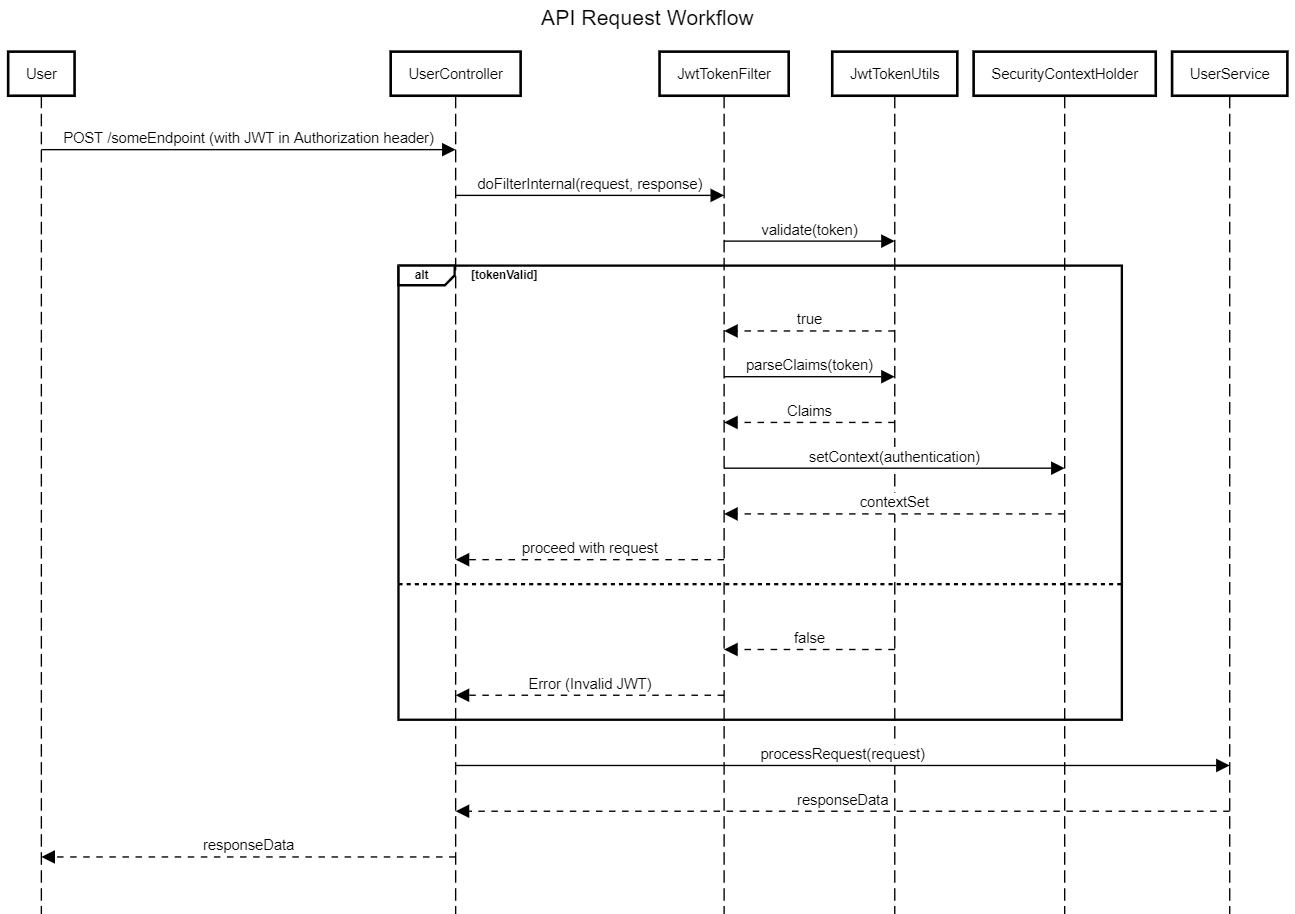 API Request Workflow
User
UserController
JwtTokenFilter
JwtTokenUtils
SecurityContextHolder
UserService
POST /someEndpoint (with JWT in Authorization header)
doFilterInternal(request, response)
validate(token)
alt
[tokenValid]
true
parseClaims(token)
Claims
setContext(authentication)
contextSet
proceed with request
false
Error (Invalid JWT)
processRequest(request)
responseData
responseData